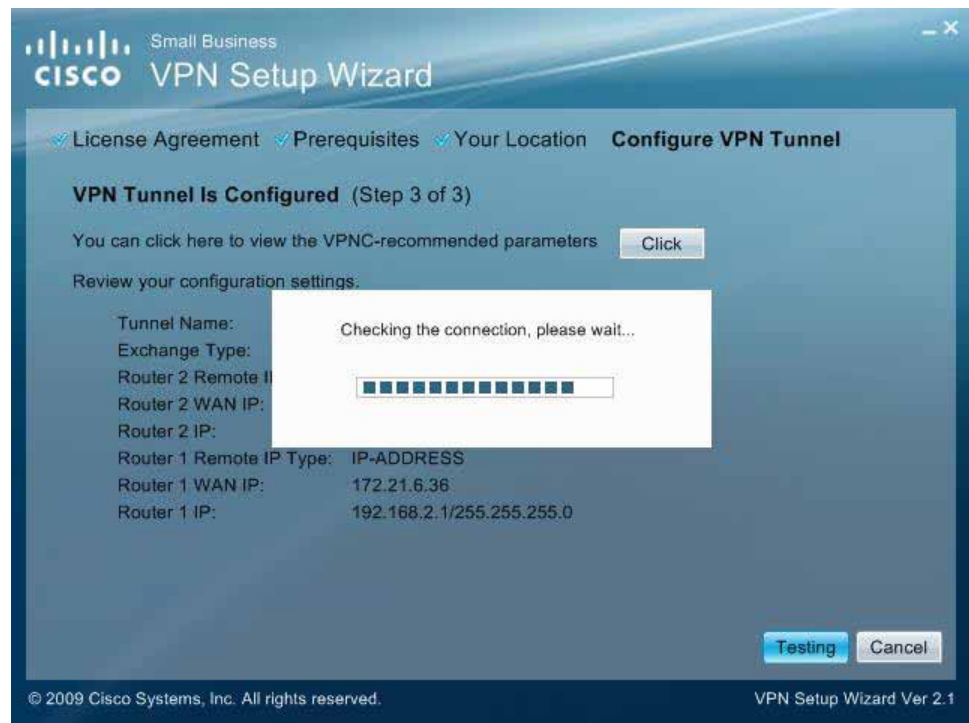 Small Business
CISCO VPN Setup Wizard
License Agreement Prerequisites Your Location Configure VPN Tunnel
VPN Tunnel Is Configured (Step 3 of 3)
You can click here to view the VPNC-recommended parameters Click
Review your configuration settings.
Checking the connection, please wait...
Tunnel Name:
Exchange Type:
Router 2 Remote
Router 2 WAN IP:
Router 2 IP:
Router 1 Remote IP Type: IP-ADDRESS
Router 1 WAN IP: 172.21.6.36
Router 1 IP: 192.168.2.1/255.255.255.0
Testing Cancel
© 2009 Cisco Systems, Inc. All rights reserved. VPN Setup Wizard Ver 2.1